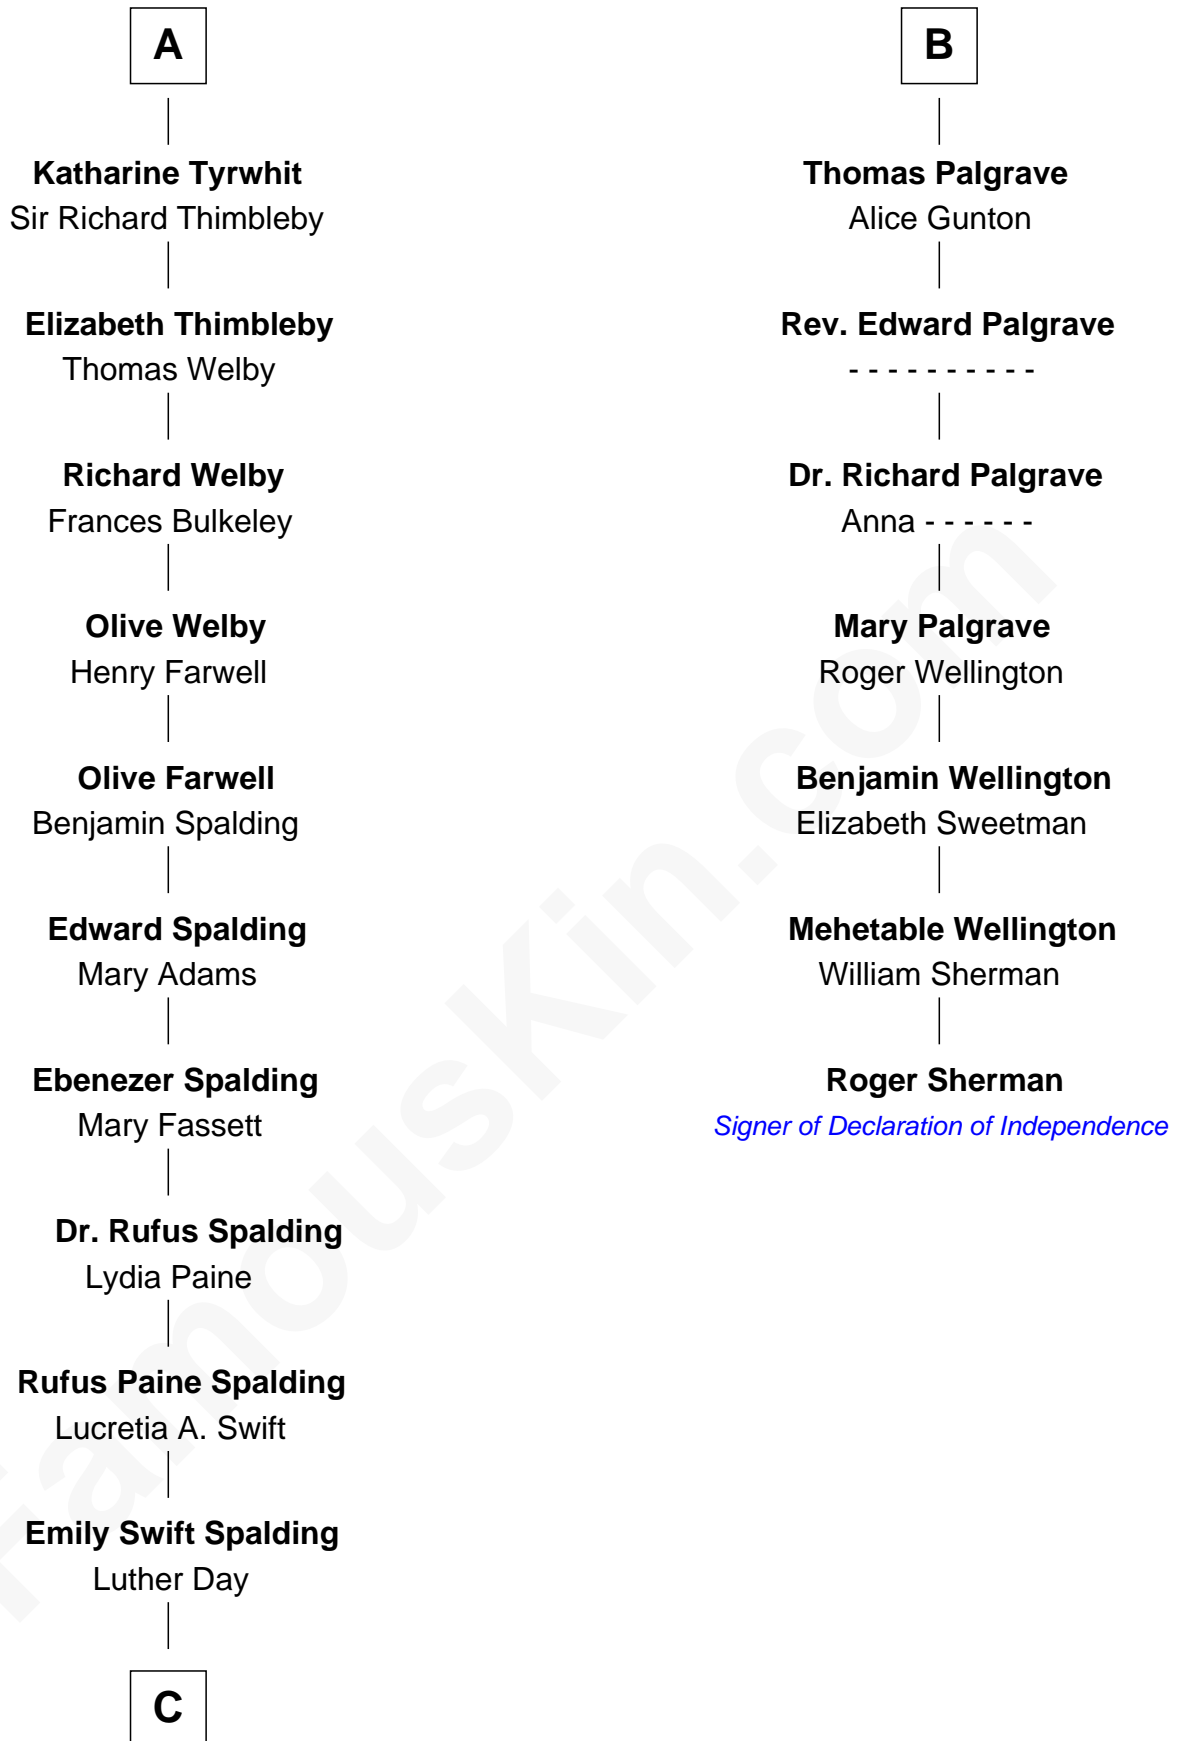 A
Katharine Tyrwhit
Sir Richard Thimbleby
Elizabeth Thimbleby
Thomas Welby
Richard Welby
Frances Bulkeley
Olive Welby
Henry Farwell
Olive Farwell
Benjamin Spalding
Edward Spalding
Mary Adams
Ebenezer Spalding
Mary Fassett
Dr. Rufus Spalding
Lydia Paine
Rufus Paine Spalding
Lucretia A. Swift
Emily Swift Spalding
Luther Day
C
B
Thomas Palgrave
Alice Gunton
Rev. Edward Palgrave
- - - - - - - - - -
Dr. Richard Palgrave
Anna - - - - - -
Mary Palgrave
Roger Wellington
Benjamin Wellington
Elizabeth Sweetman
Mehetable Wellington
William Sherman
Roger Sherman
Signer of Declaration of Independence
FamousKin.com